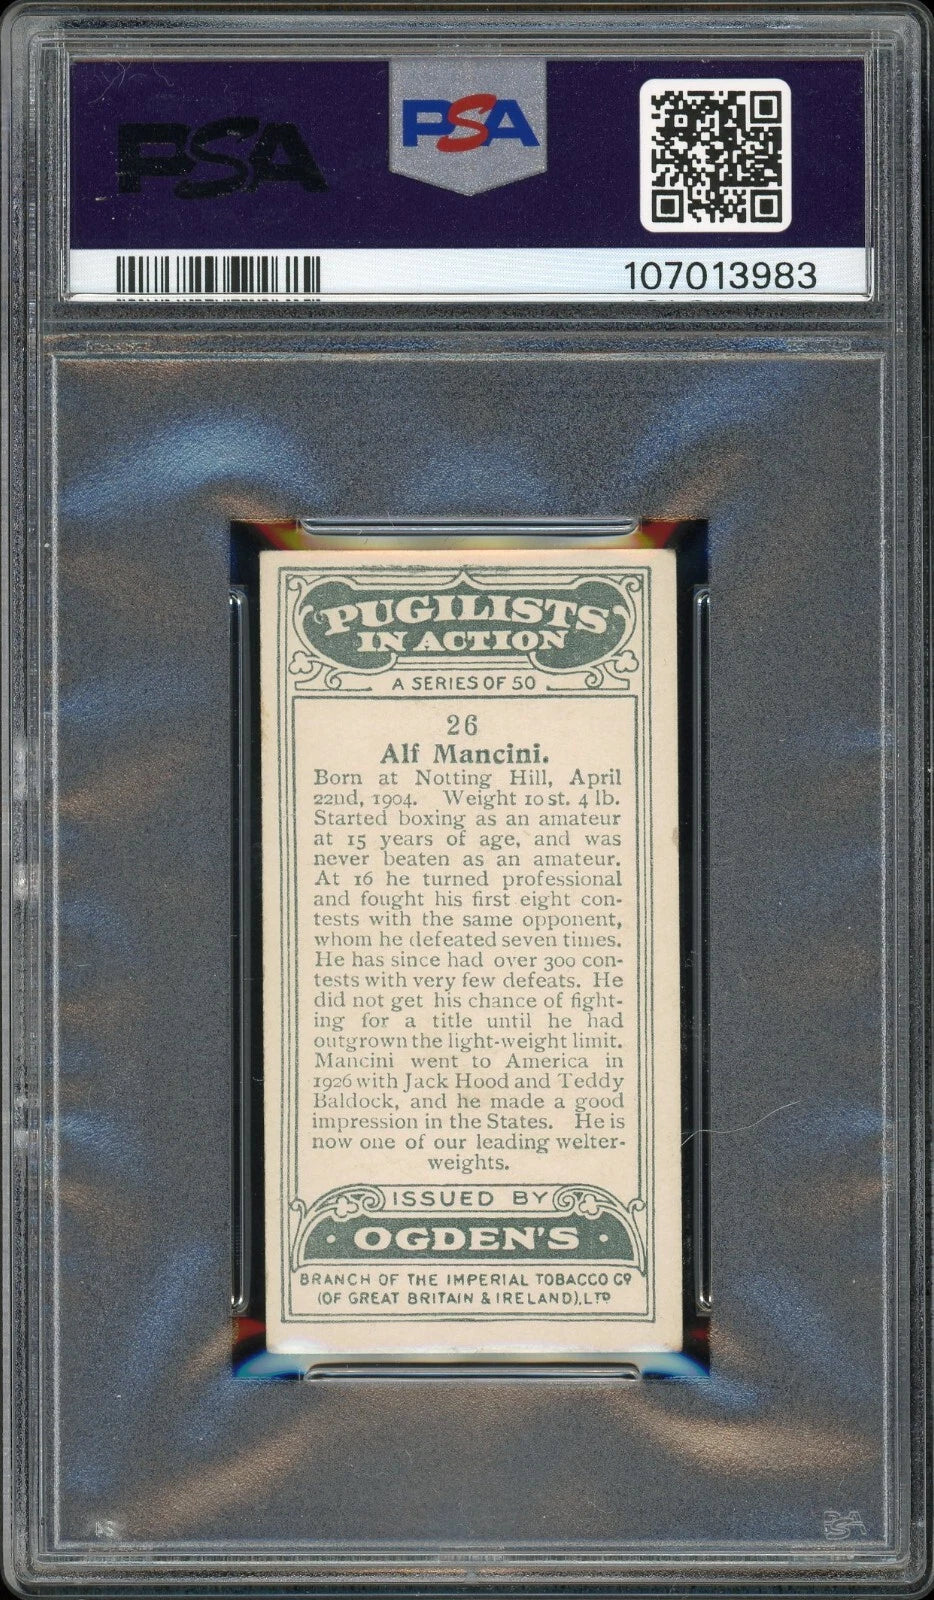 PSA
PSA
107013983
PUGILISTS
IN ACTION
A SERIES OF 50
26
Alf Mancini.
Born at Notting Hill, April
22nd, 1904. Weight 10 st. 4 lb.
Started boxing as an amateur
at 15 years of age, and was
never beaten as an amateur.
At 16 he turned professional
and fought his first eight con-
tests with the same opponent,
whom he defeated seven times.
He has since had over 300 con-
tests with very few defeats. He
did not get his chance of fight-
ing for a title until he had
outgrown the light-weight limit.
Mancini went to America in
1926 with Jack Hood and Teddy
Baldock, and he made a good
impression in the States. He is
now one of our leading welter-
weights.
ISSUED BY
· OGDEN'S ·
BRANCH OF THE IMPERIAL TOBACCO CO
(OF GREAT BRITAIN & IRELAND), LTD
PSA